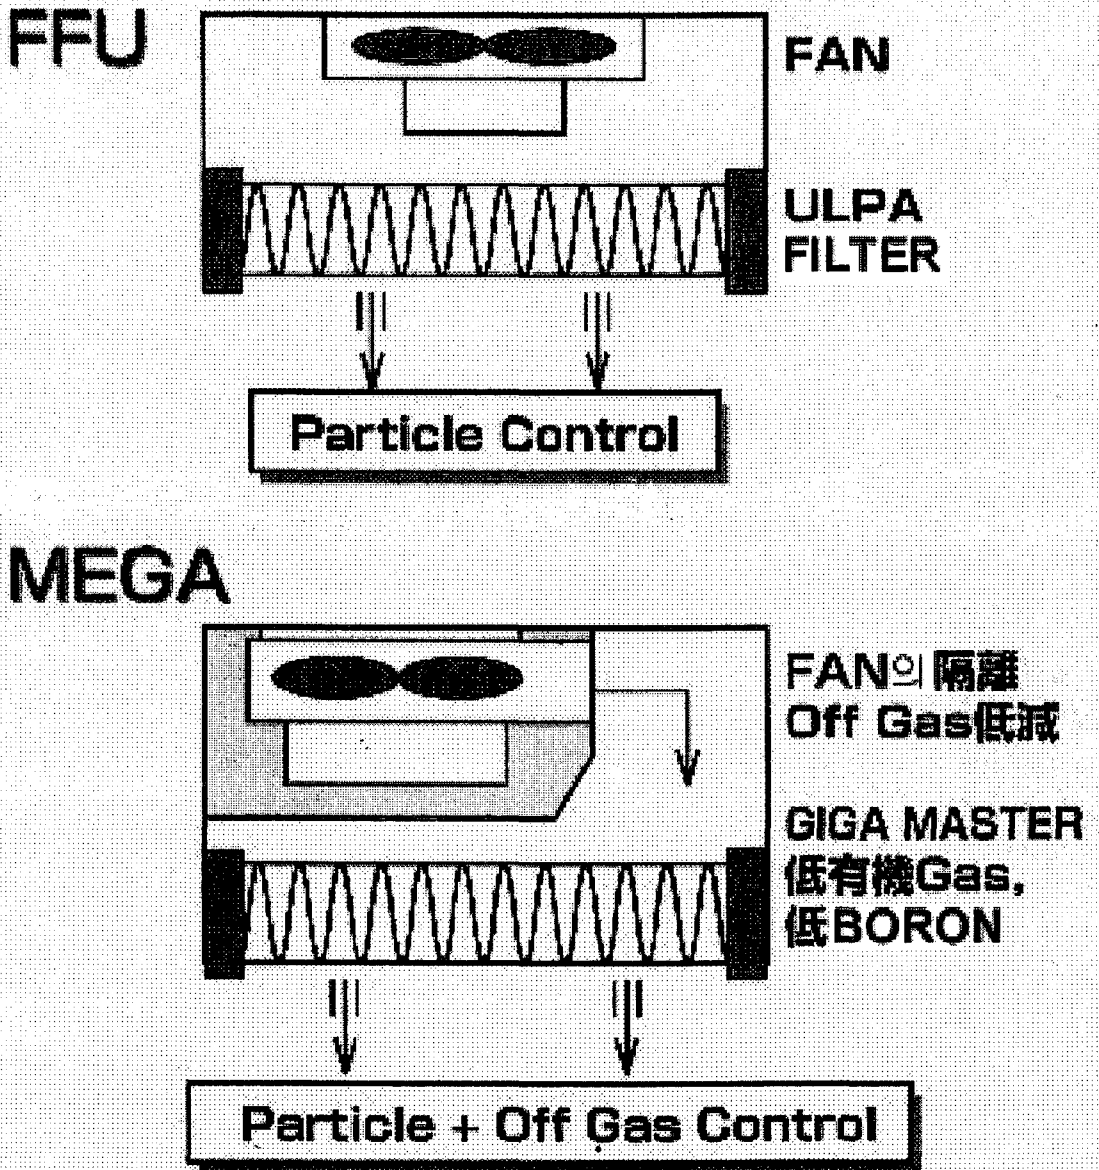 FFU
FAN
ULPA
FILTER
Particle Control
MEGA
FAN의 隔離
Off Gas低減
GIGA MASTER
低有機Gas,
低BORON
Particle + Off Gas Control